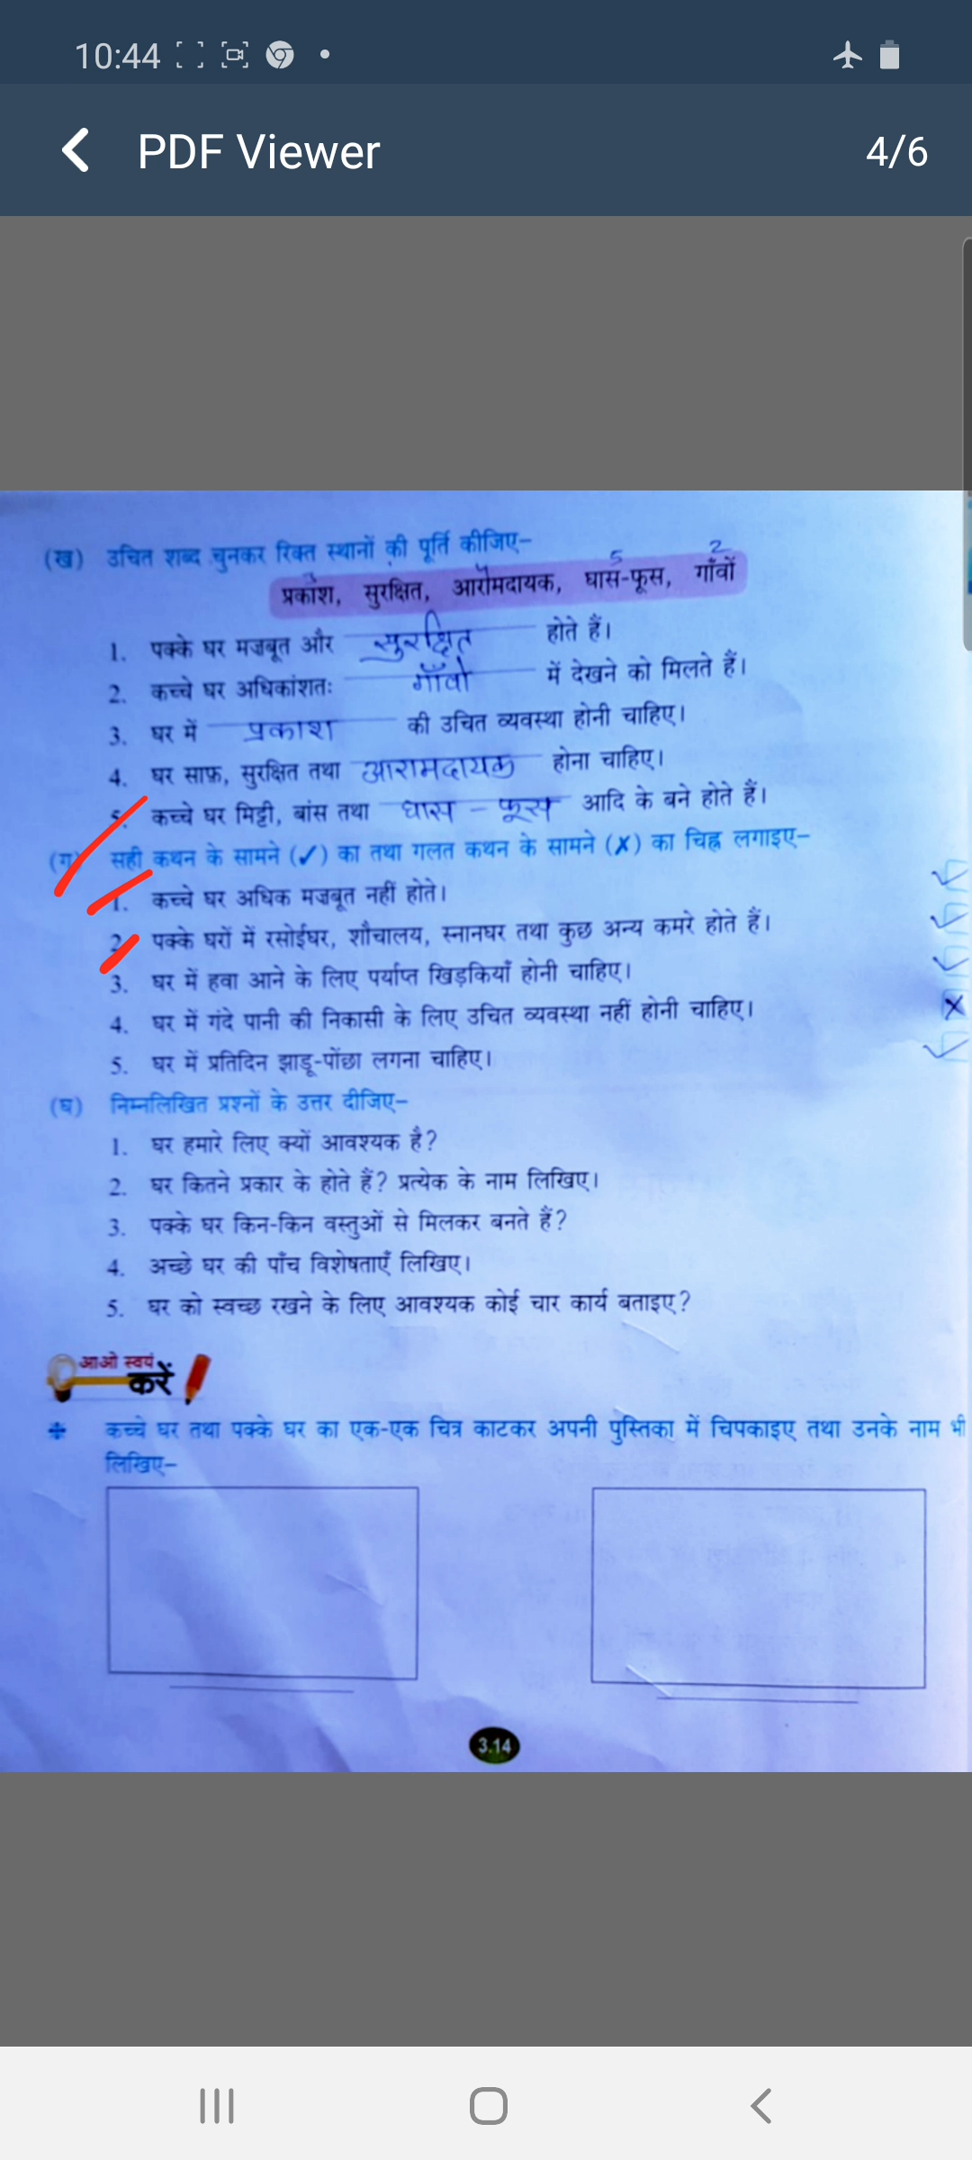 10:44
PDF Viewer 4/6
(ख) उचित शब्द चुनकर रिक्त स्थानों की पूर्ति कीजिए–
3 4 5 2
प्रकाश, सुरक्षित, आरामदायक, घास-फूस, गाँवों
1. पक्के घर मजबूत और सुरक्षित होते हैं।
2. कच्चे घर अधिकांशतः गाँवों में देखने को मिलते हैं।
3. घर में प्रकाश की उचित व्यवस्था होनी चाहिए।
4. घर साफ़, सुरक्षित तथा आरामदायक होना चाहिए।
5. कच्चे घर मिट्टी, बांस तथा घास - फूस आदि के बने होते हैं।
(ग) सही कथन के सामने (✓) का तथा गलत कथन के सामने (✗) का चिह्न लगाइए–
1. कच्चे घर अधिक मजबूत नहीं होते। ✓
2. पक्के घरों में रसोईघर, शौचालय, स्नानघर तथा कुछ अन्य कमरे होते हैं। ✓
3. घर में हवा आने के लिए पर्याप्त खिड़कियाँ होनी चाहिए। ✓
4. घर में गंदे पानी की निकासी के लिए उचित व्यवस्था नहीं होनी चाहिए। ✗
5. घर में प्रतिदिन झाड़ू-पोंछा लगना चाहिए। ✓
(घ) निम्नलिखित प्रश्नों के उत्तर दीजिए–
1. घर हमारे लिए क्यों आवश्यक है?
2. घर कितने प्रकार के होते हैं? प्रत्येक के नाम लिखिए।
3. पक्के घर किन-किन वस्तुओं से मिलकर बनते हैं?
4. अच्छे घर की पाँच विशेषताएँ लिखिए।
5. घर को स्वच्छ रखने के लिए आवश्यक कोई चार कार्य बताइए?
आओ स्वयं
करें
कच्चे घर तथा पक्के घर का एक-एक चित्र काटकर अपनी पुस्तिका में चिपकाइए तथा उनके नाम भी
लिखिए–
3.14